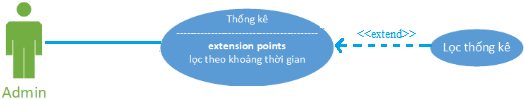 Thống kê
extension points
lọc theo khoảng thời gian
<<extend>>
Lọc thống kê
Admin